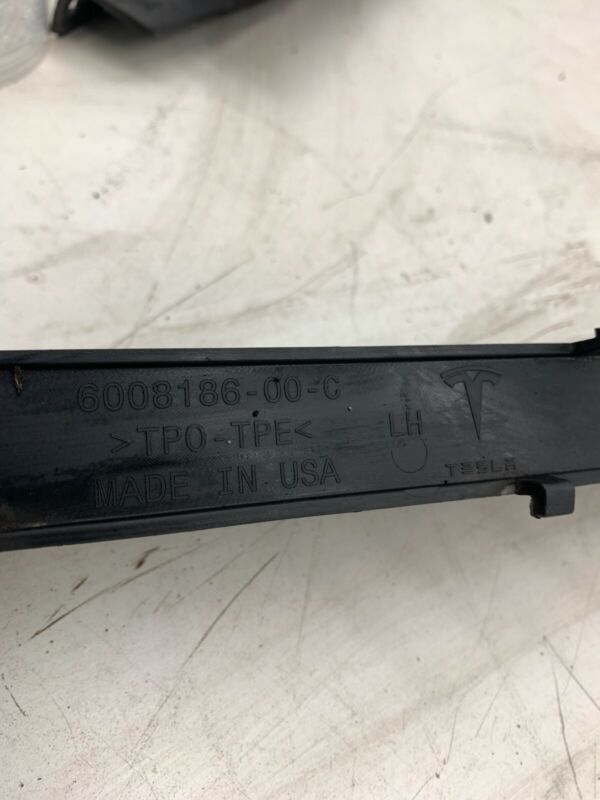 6008186-00-C
>TPO-TPE<
LH
MADE IN USA
TESLA